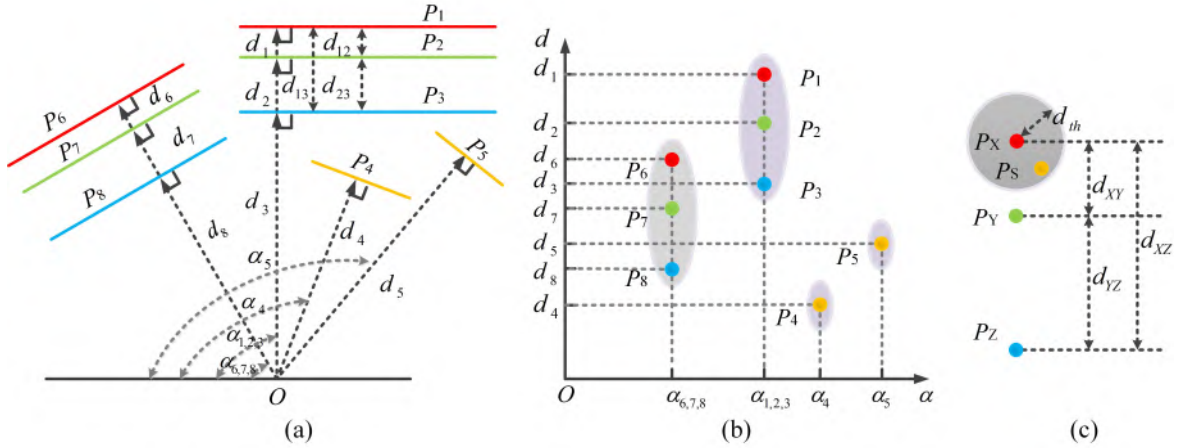 P1
d1
d12
P2
d2
d13
d23
P3
P6
d6
P7
d7
P8
d8
d3
P4
P5
d4
d5
α5
α4
α1,2,3
α6,7,8
O
(a)
d
d1
P1
d2
P2
d6
P6
d3
P3
d7
P7
d5
P5
d8
P8
d4
P4
O
α6,7,8
α1,2,3
α4
α5
α
(b)
dth
PX
PS
dXY
PY
dXZ
dYZ
PZ
(c)